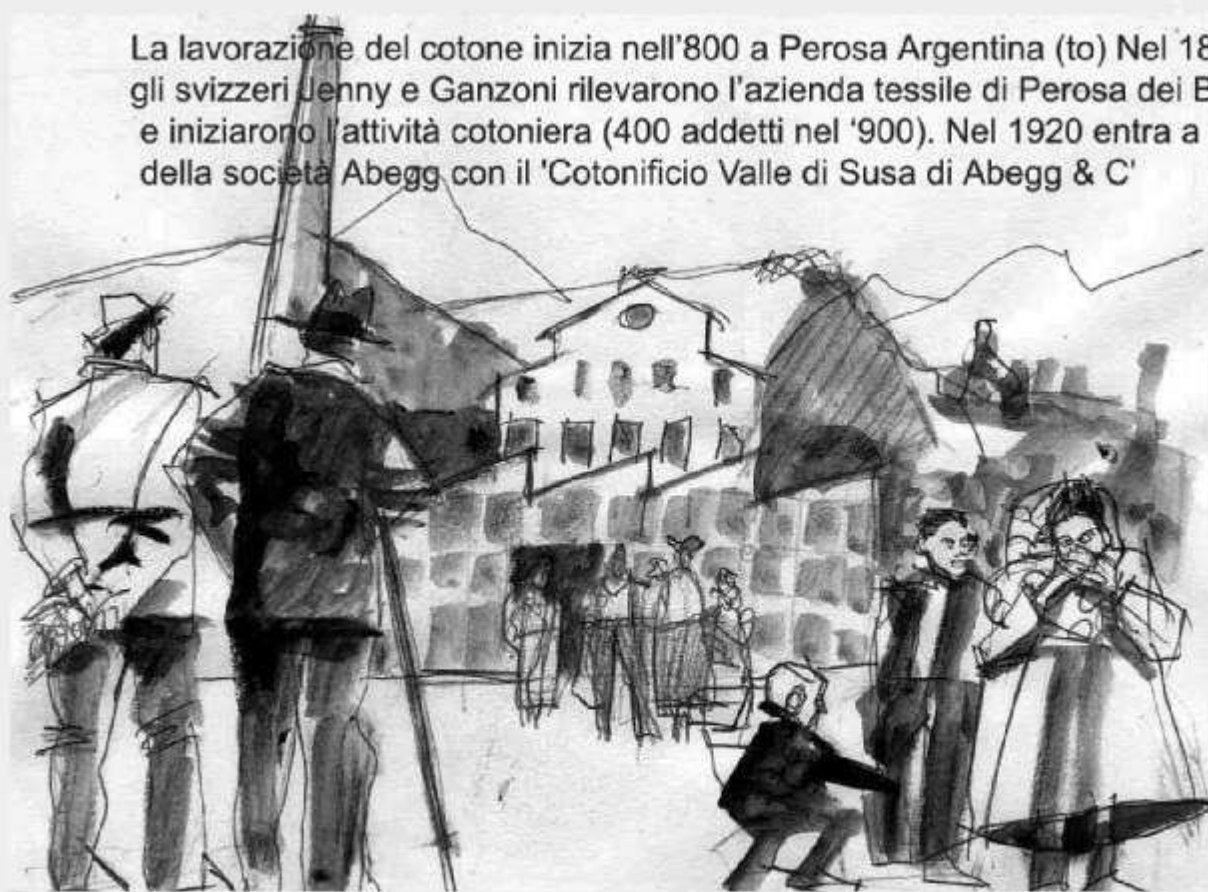 La lavorazione del cotone inizia nell'800 a Perosa Argentina (to) Nel 18
gli svizzeri Jenny e Ganzoni rilevarono l'azienda tessile di Perosa dei B
e iniziarono l'attività cotoniera (400 addetti nel '900). Nel 1920 entra a
della società Abegg con il 'Cotonificio Valle di Susa di Abegg & C'